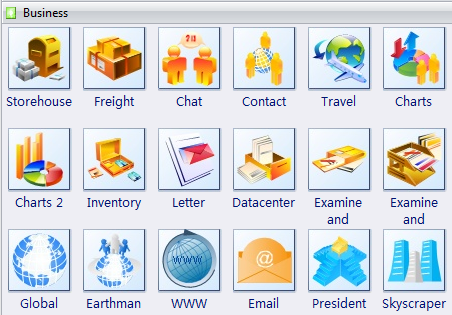 Business
Storehouse Freight Chat Contact Travel Charts
Charts 2 Inventory Letter Datacenter Examine and Examine and
WWW
@
Global Earthman WWW Email President Skyscraper